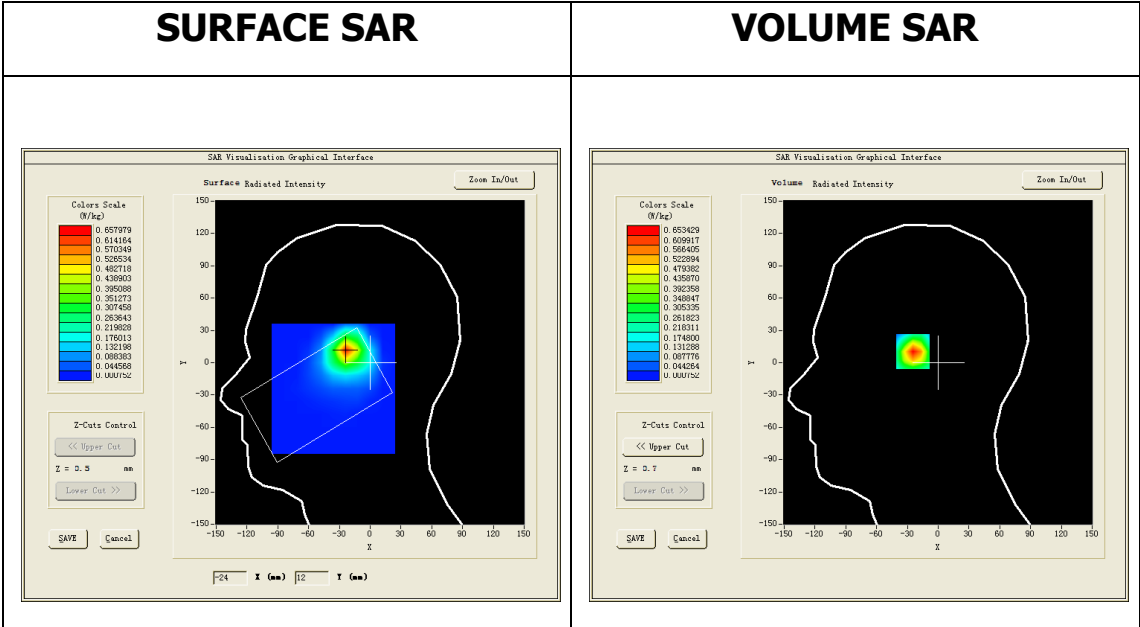 SURFACE SAR
VOLUME SAR
SAR Visualisation Graphical Interface
Surface Radiated Intensity
Zoom In/Out
Colors Scale
(W/kg)
0.657979
0.614164
0.570349
0.526534
0.482718
0.438903
0.395088
0.351273
0.307458
0.263643
0.219828
0.176013
0.132198
0.088383
0.044568
0.000752
150
120
90
60
30
0
-30
-60
-90
-120
-150
Y
-150 -120 -90 -60 -30 0 30 60 90 120 150
X
Z-Cuts Control
<< Upper Cut
Z = 3.5 mm
Lower Cut >>
SAVE Cancel
-24 X (mm) 12 Y (mm)
SAR Visualisation Graphical Interface
Volume Radiated Intensity
Zoom In/Out
Colors Scale
(W/kg)
0.653429
0.609917
0.566405
0.522894
0.479382
0.435870
0.392358
0.348847
0.305335
0.261823
0.218311
0.174800
0.131288
0.087776
0.044264
0.000752
150
120
90
60
30
0
-30
-60
-90
-120
-150
Y
-150 -120 -90 -60 -30 0 30 60 90 120 150
X
Z-Cuts Control
<< Upper Cut
Z = 3.7 mm
Lower Cut >>
SAVE Cancel